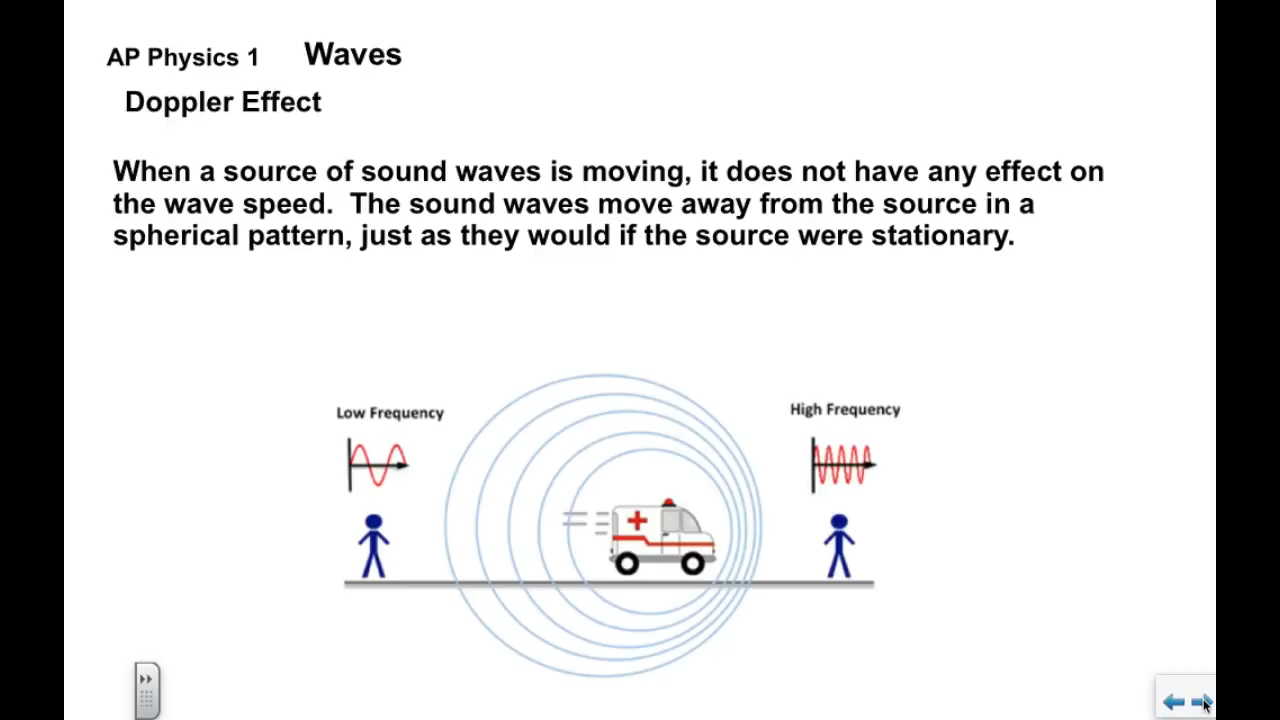 AP Physics 1 Waves
Doppler Effect
When a source of sound waves is moving, it does not have any effect on
the wave speed. The sound waves move away from the source in a
spherical pattern, just as they would if the source were stationary.
Low Frequency
High Frequency